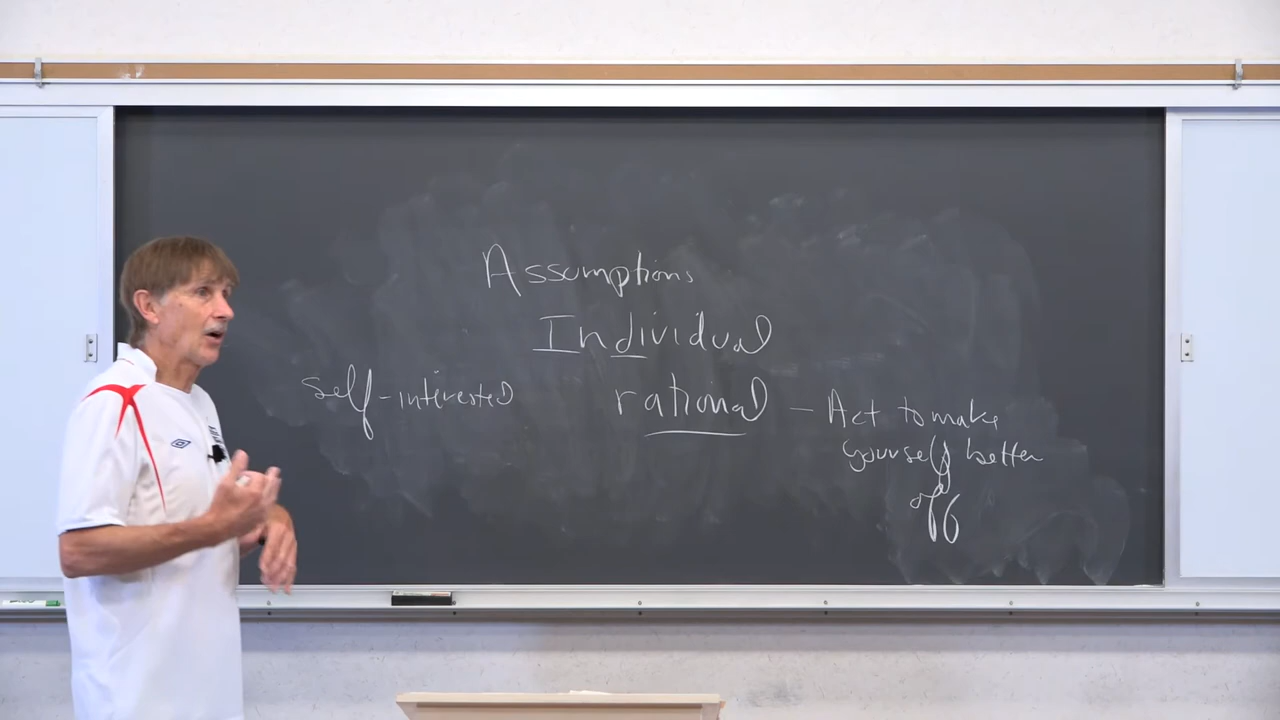 Assumptions
Individual
self-interested
rational - Act to make
yourself better
off